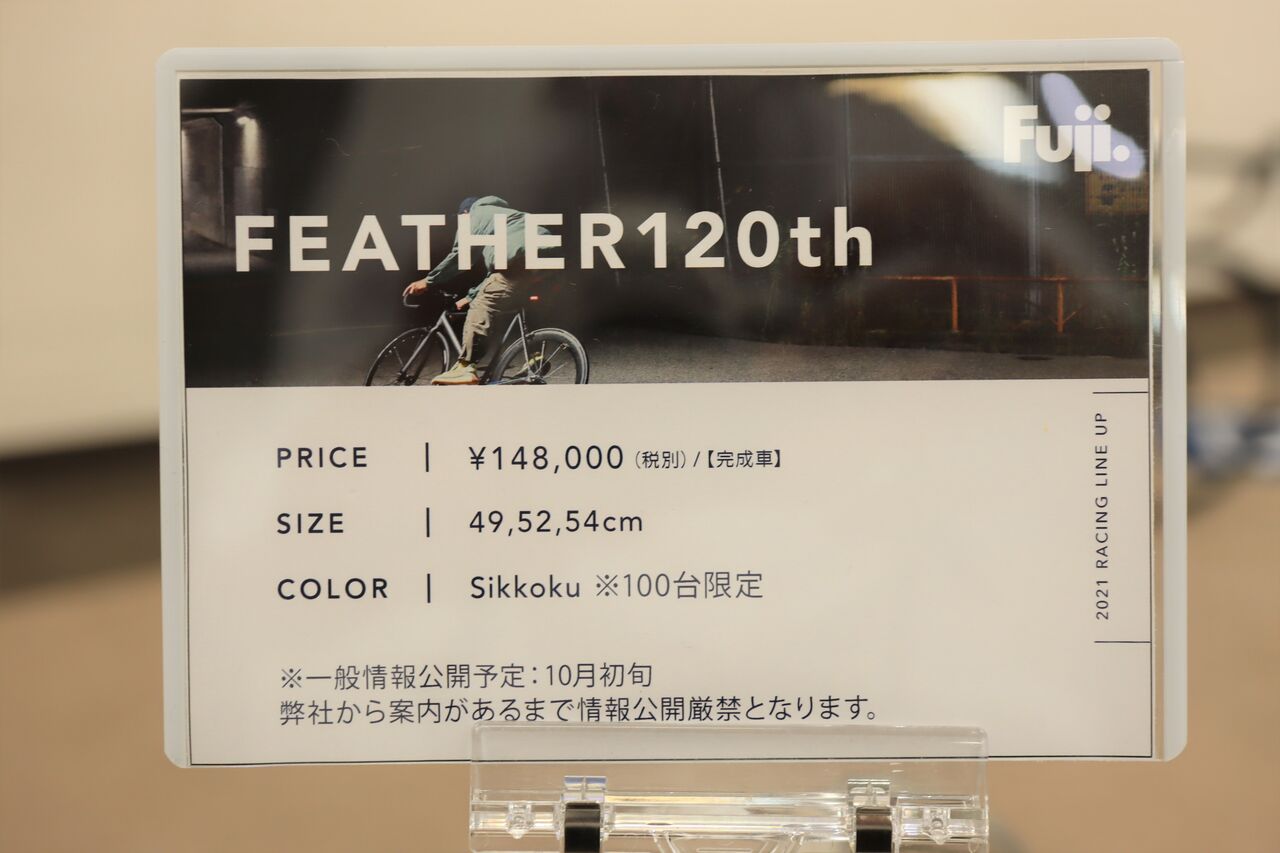 Fuji.
FEATHER120th
PRICE | ¥148,000 (税別) /【完成車】
SIZE | 49,52,54cm
COLOR | Sikkoku ※100台限定
2021 RACING LINE UP
※一般情報公開予定：10月初旬
弊社から案内があるまで情報公開厳禁となります。